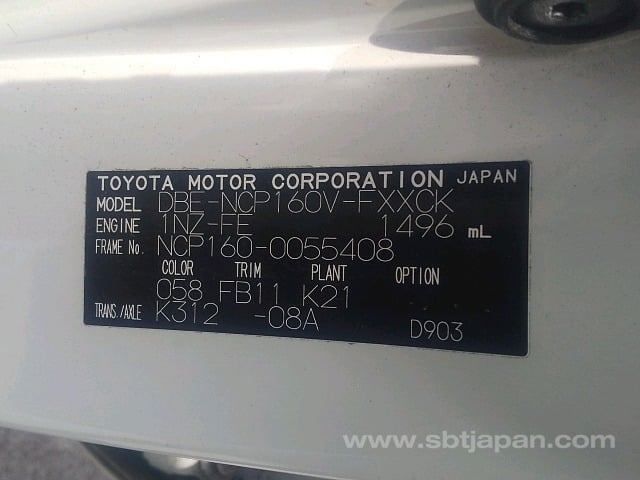 TOYOTA MOTOR CORPORATION JAPAN
MODEL DBE-NCP160V-FXXCK
ENGINE 1NZ-FE 1496 mL
FRAME No. NCP160-0055408
COLOR TRIM PLANT OPTION
058 FB11 K21
TRANS./AXLE K312 -08A
D903
www.sbtjapan.com